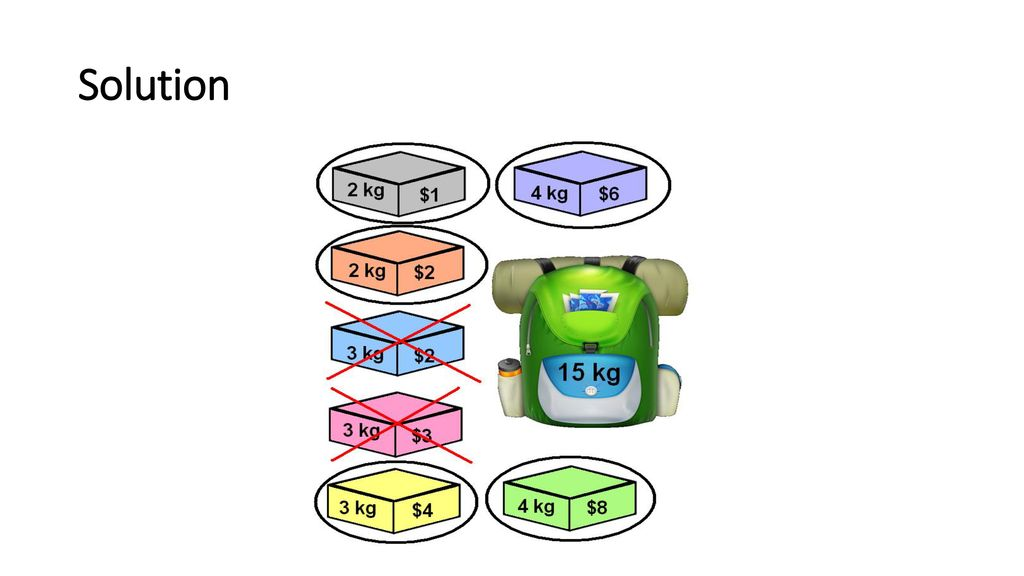 Solution
2 kg $1
4 kg $6
2 kg $2
3 kg $2
15 kg
3 kg $3
3 kg $4
4 kg $8